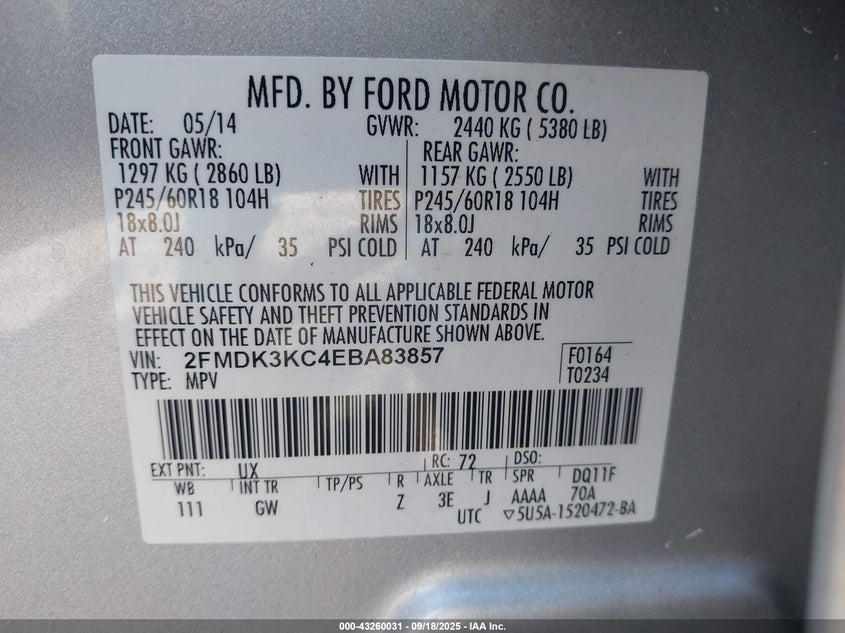 MFD. BY FORD MOTOR CO.
DATE: 05/14 GVWR: 2440 KG ( 5380 LB)
FRONT GAWR: REAR GAWR:
1297 KG ( 2860 LB) WITH 1157 KG ( 2550 LB) WITH
P245/60R18 104H TIRES P245/60R18 104H TIRES
18x8.0J RIMS 18x8.0J RIMS
AT 240 kPa/ 35 PSI COLD AT 240 kPa/ 35 PSI COLD
THIS VEHICLE CONFORMS TO ALL APPLICABLE FEDERAL MOTOR
VEHICLE SAFETY AND THEFT PREVENTION STANDARDS IN
EFFECT ON THE DATE OF MANUFACTURE SHOWN ABOVE.
VIN: 2FMDK3KC4EBA83857 F0164
TYPE: MPV T0234
EXT PNT: UX RC: 72 DSO:
WB INT TR TP/PS R AXLE TR SPR DQ11F
111 GW Z 3E J AAAA 70A
UTC ▽5U5A-1520472-BA
000-43260031 - 09/18/2025 - IAA Inc.